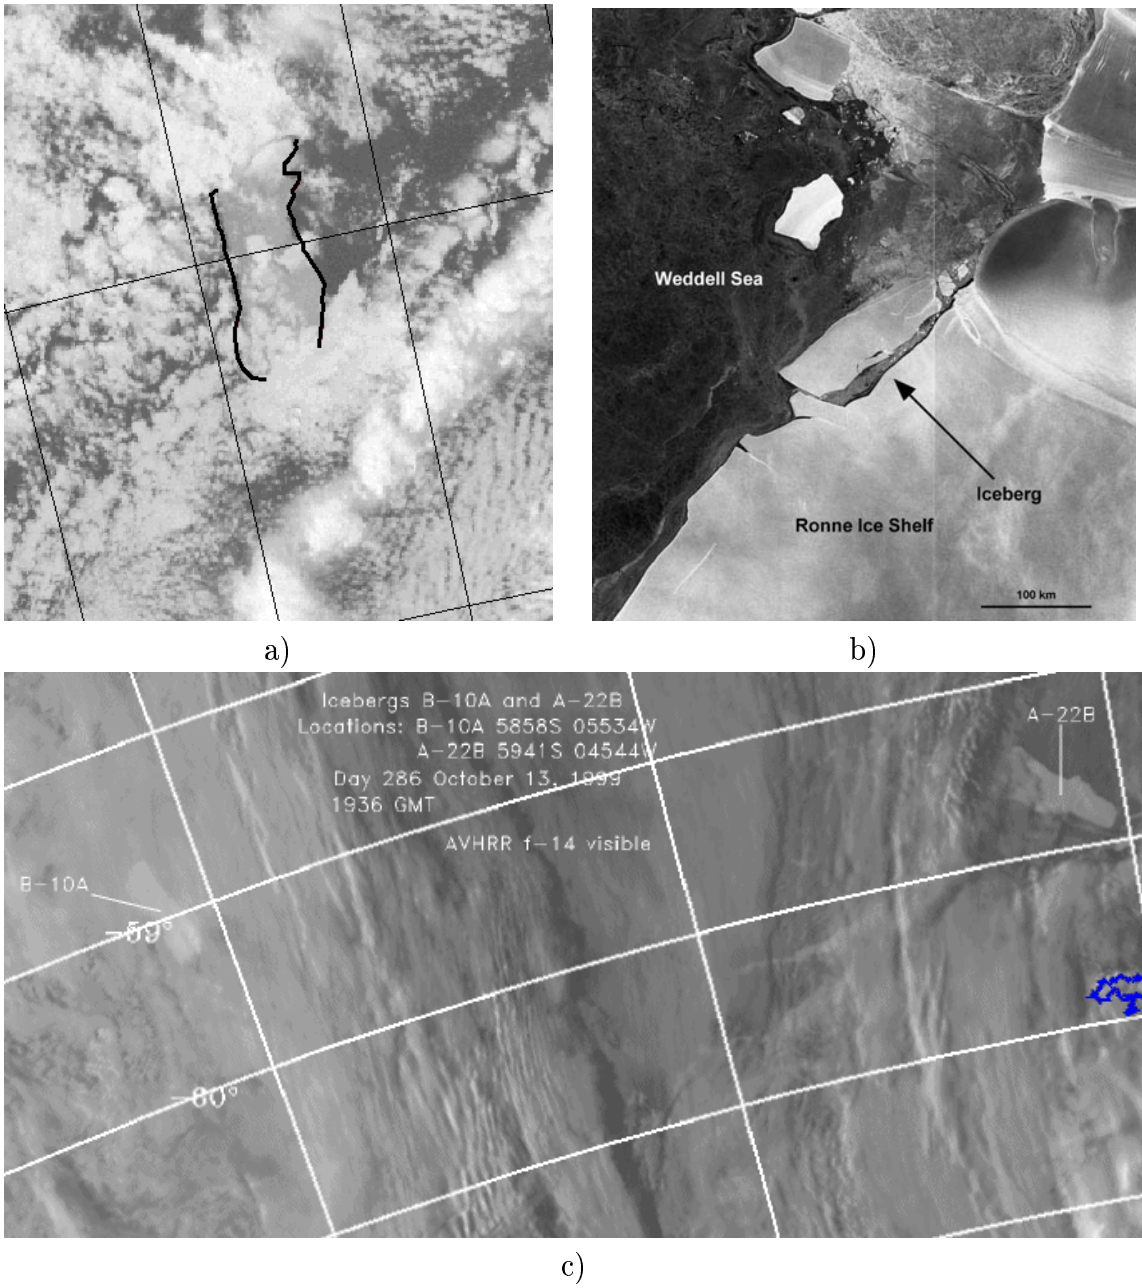 Weddell Sea
Iceberg
Ronne Ice Shelf
100 km
a)
b)
Icebergs B-10A and A-22B
Locations: B-10A 5858S 05534W
A-22B 5941S 04544W
Day 286 October 13, 1999
1936 GMT
AVHRR f-14 visible
A-22B
B-10A
-59°
-60°
c)